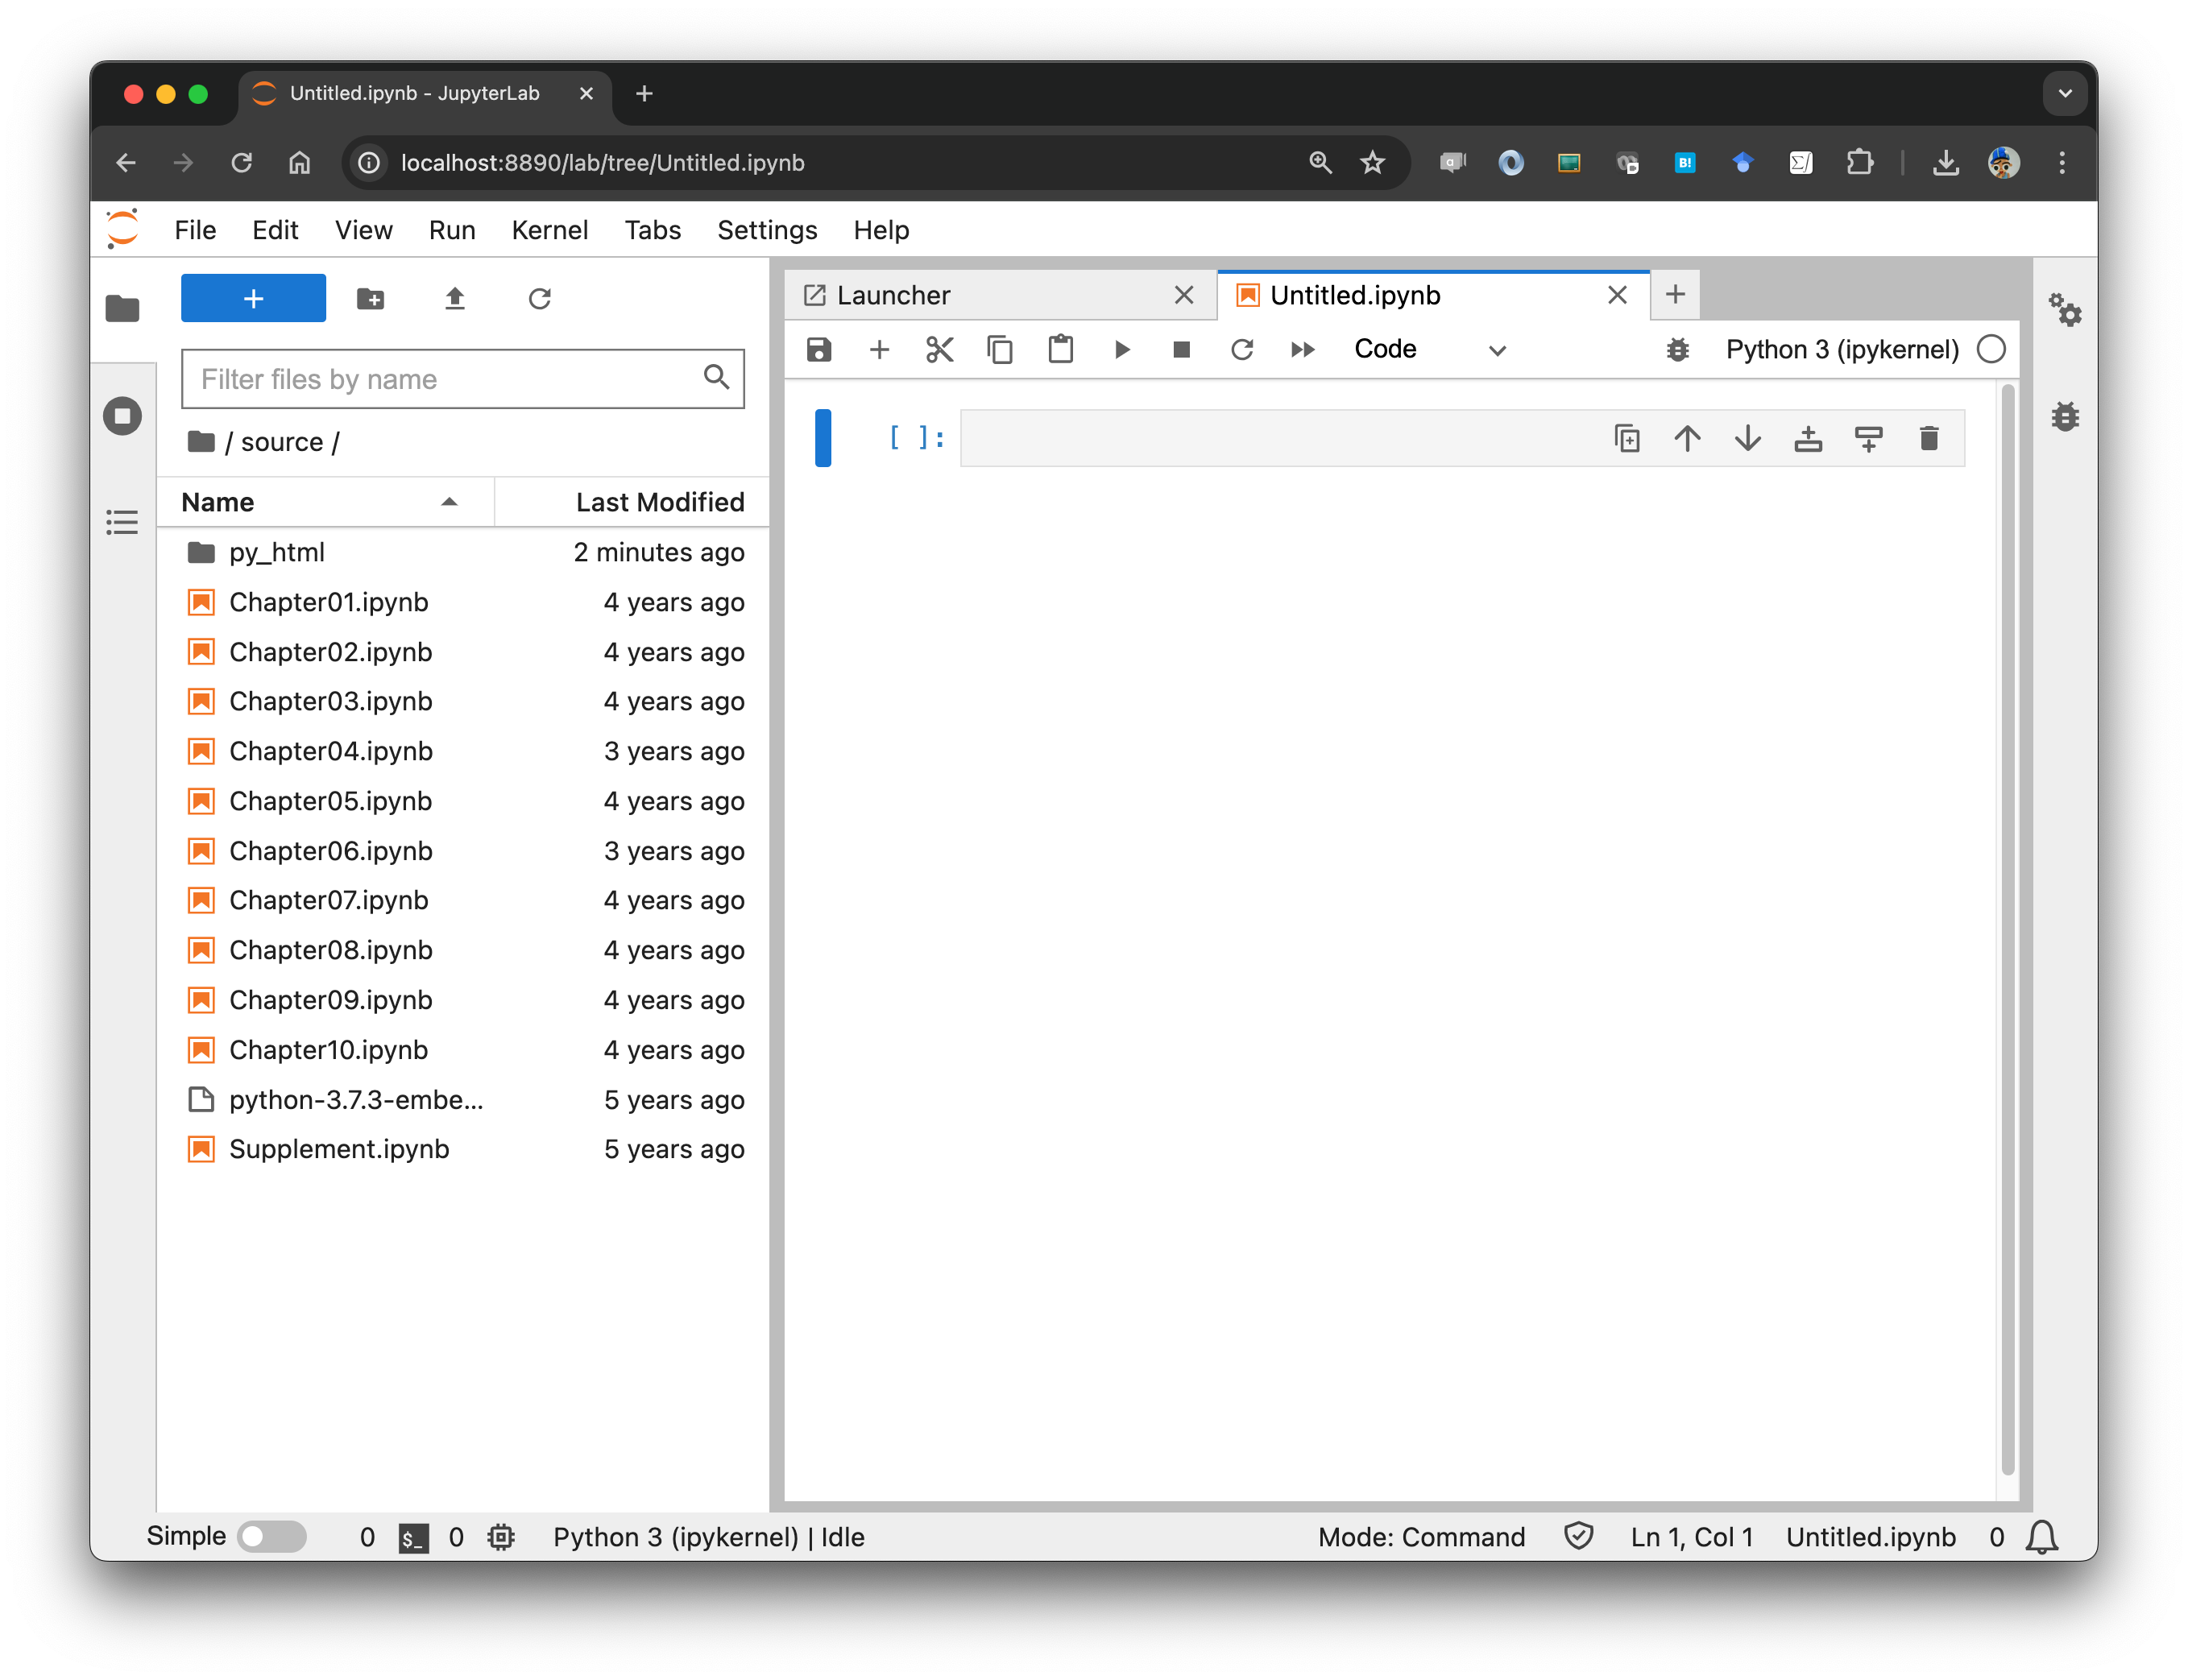 Untitled.ipynb - JupyterLab
localhost:8890/lab/tree/Untitled.ipynb
File Edit View Run Kernel Tabs Settings Help
Launcher
Untitled.ipynb
Code
Python 3 (ipykernel)
Filter files by name
/ source /
[ ]:
Name Last Modified
py_html 2 minutes ago
Chapter01.ipynb 4 years ago
Chapter02.ipynb 4 years ago
Chapter03.ipynb 4 years ago
Chapter04.ipynb 3 years ago
Chapter05.ipynb 4 years ago
Chapter06.ipynb 3 years ago
Chapter07.ipynb 4 years ago
Chapter08.ipynb 4 years ago
Chapter09.ipynb 4 years ago
Chapter10.ipynb 4 years ago
python-3.7.3-embe... 5 years ago
Supplement.ipynb 5 years ago
Simple 0 $_ 0 Python 3 (ipykernel) | Idle Mode: Command Ln 1, Col 1 Untitled.ipynb 0